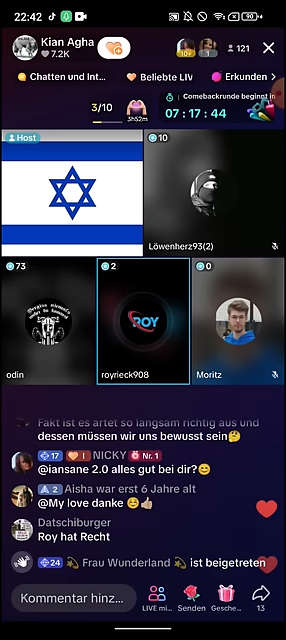 22:42
90
Kian Agha
7.2K
10+
1
121
Chatten und Int...
Beliebte LIV
Erkunden
3/10
3h52m
Comebackrunde beginnt in
07 : 17 : 44
Host
10
Löwenherz93(2)
73
odin
2
ROY
royrieck908
0
Moritz
Fakt ist es artet so langsam richtig aus und
dessen müssen wir uns bewusst sein🤔
17 I NICKY Nr. 1
@iansane 2.0 alles gut bei dir?😊
2 Aisha war erst 6 Jahre alt
@My love danke ☺️👍🏼
Datschiburger
Roy hat Recht
24 💫 Frau Wunderland 💫 ist beigetreten
Kommentar hinz...
LIVE mi...
Senden
Gesche...
13